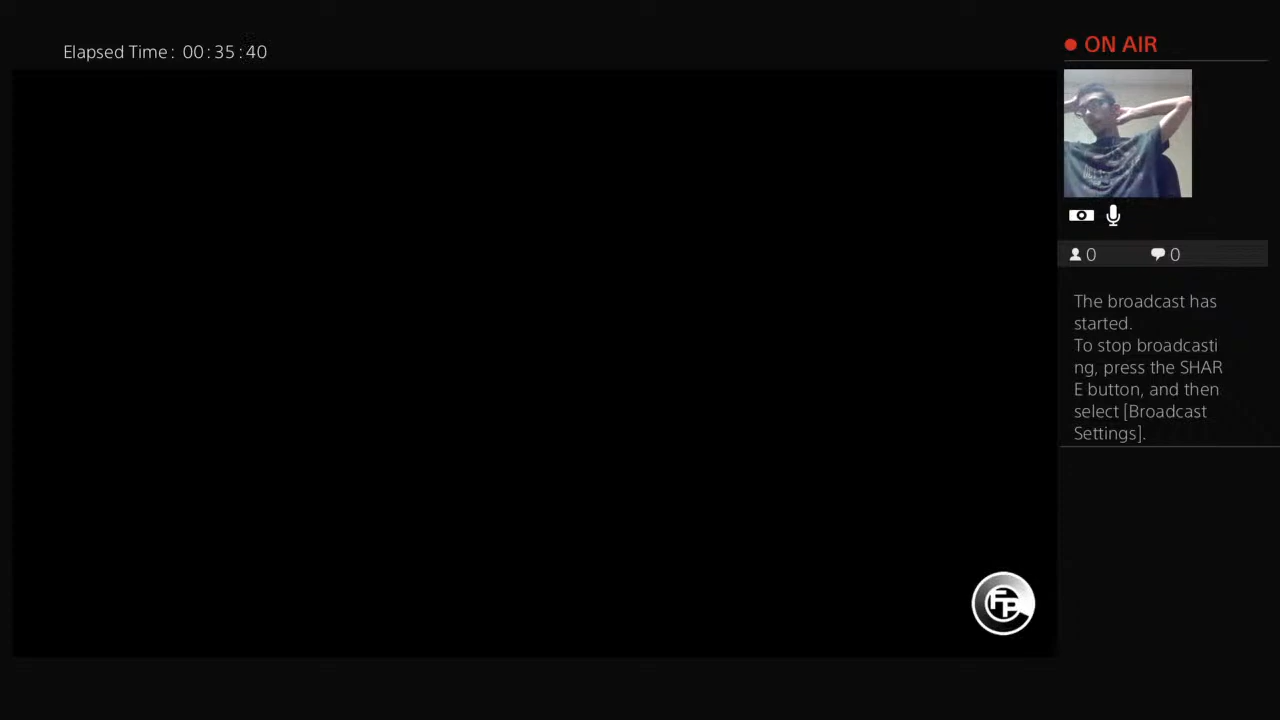 Elapsed Time: 00:35:40
ON AIR
0 0
The broadcast has
started.
To stop broadcasti
ng, press the SHAR
E button, and then
select [Broadcast
Settings].
FP